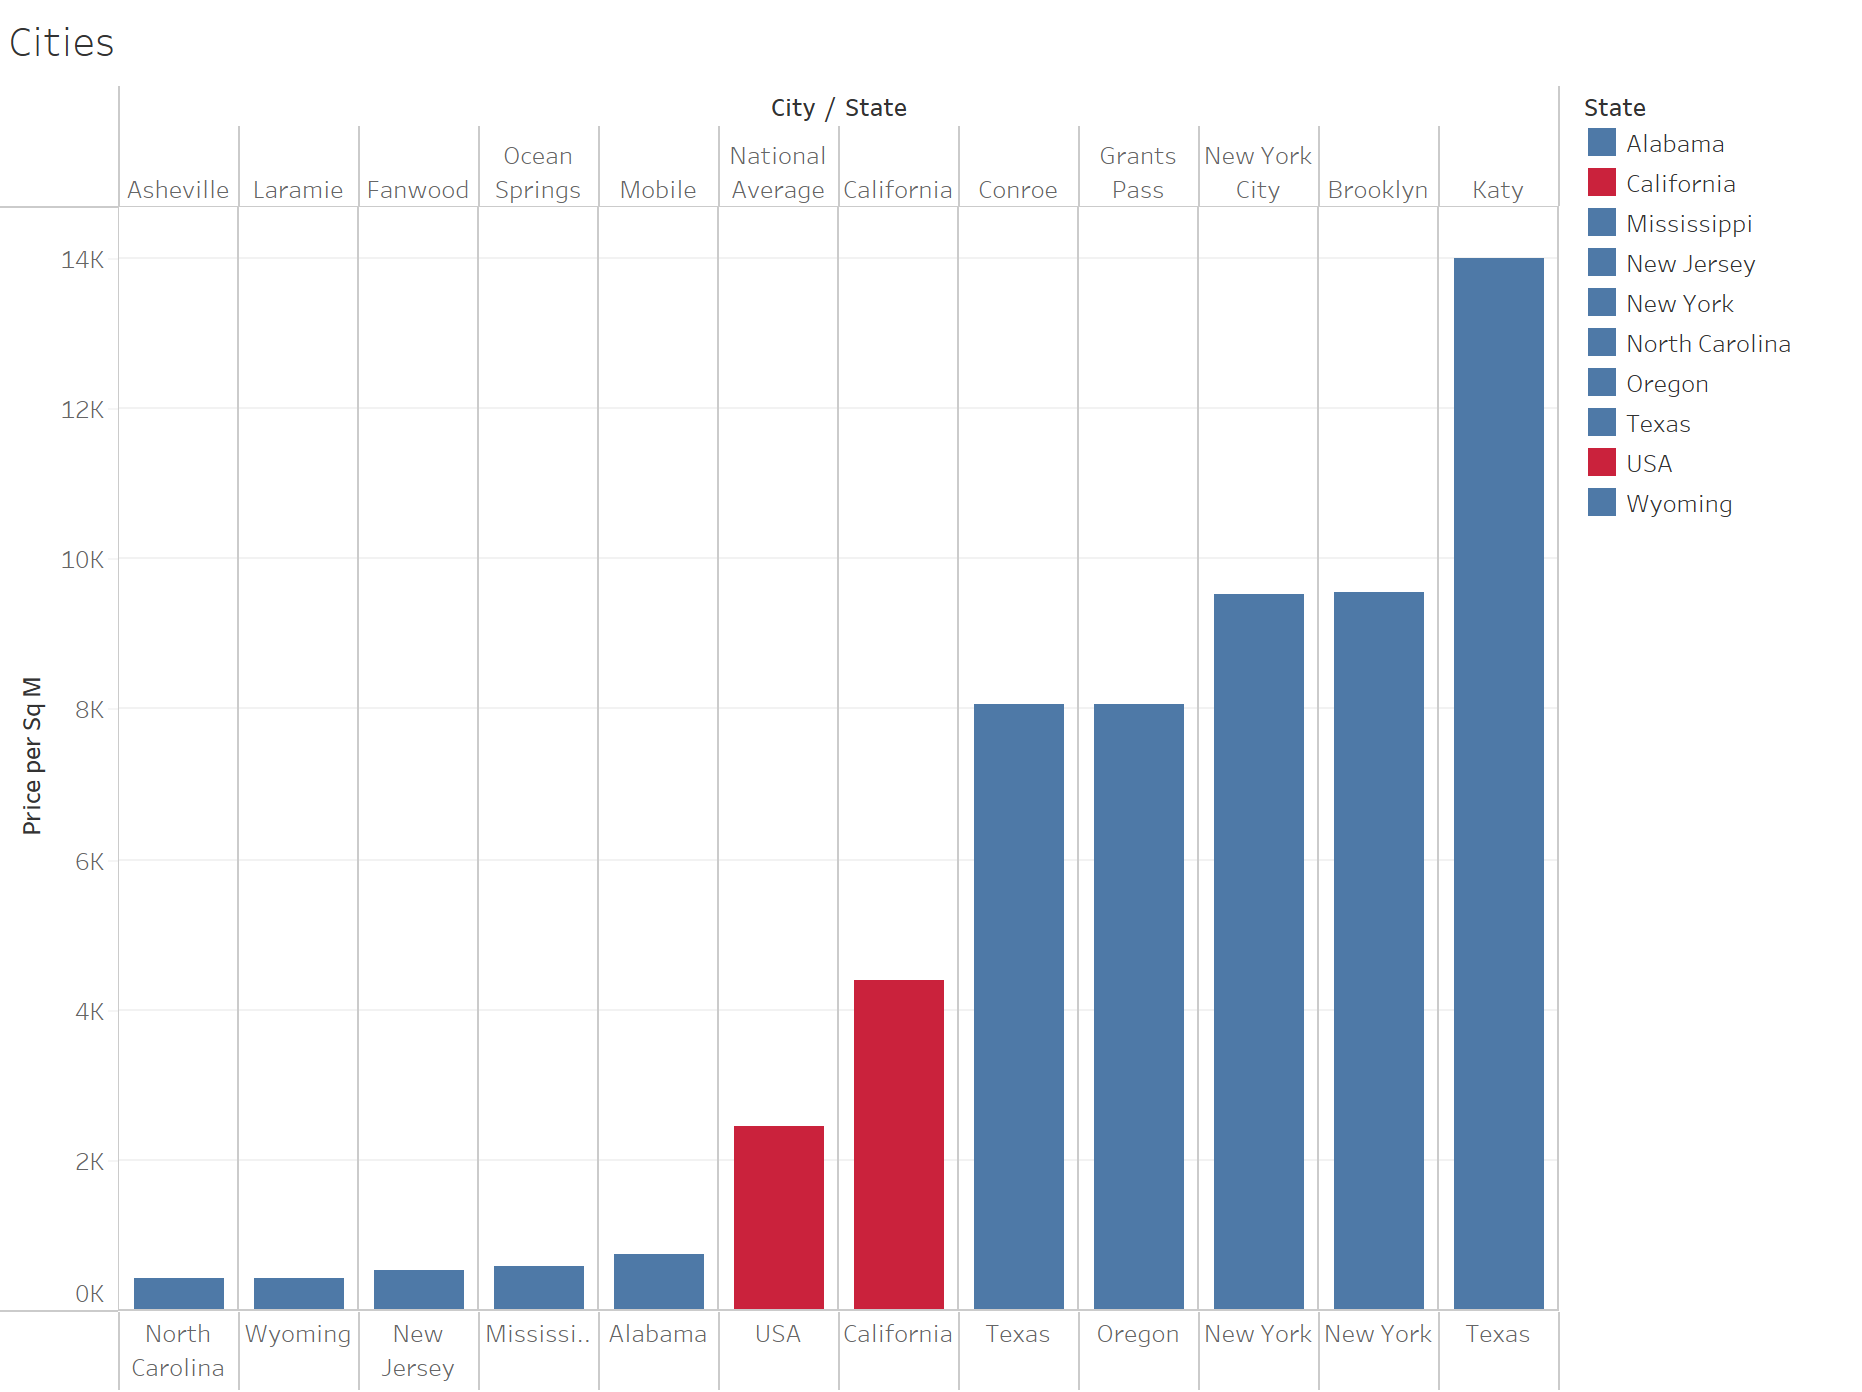 Cities
City / State
Asheville
Laramie
Fanwood
Ocean
Springs
Mobile
National
Average
California
Conroe
Grants
Pass
New York
City
Brooklyn
Katy
Price per Sq M
14K
12K
10K
8K
6K
4K
2K
0K
North
Carolina
Wyoming
New
Jersey
Mississi..
Alabama
USA
California
Texas
Oregon
New York
New York
Texas
State
Alabama
California
Mississippi
New Jersey
New York
North Carolina
Oregon
Texas
USA
Wyoming